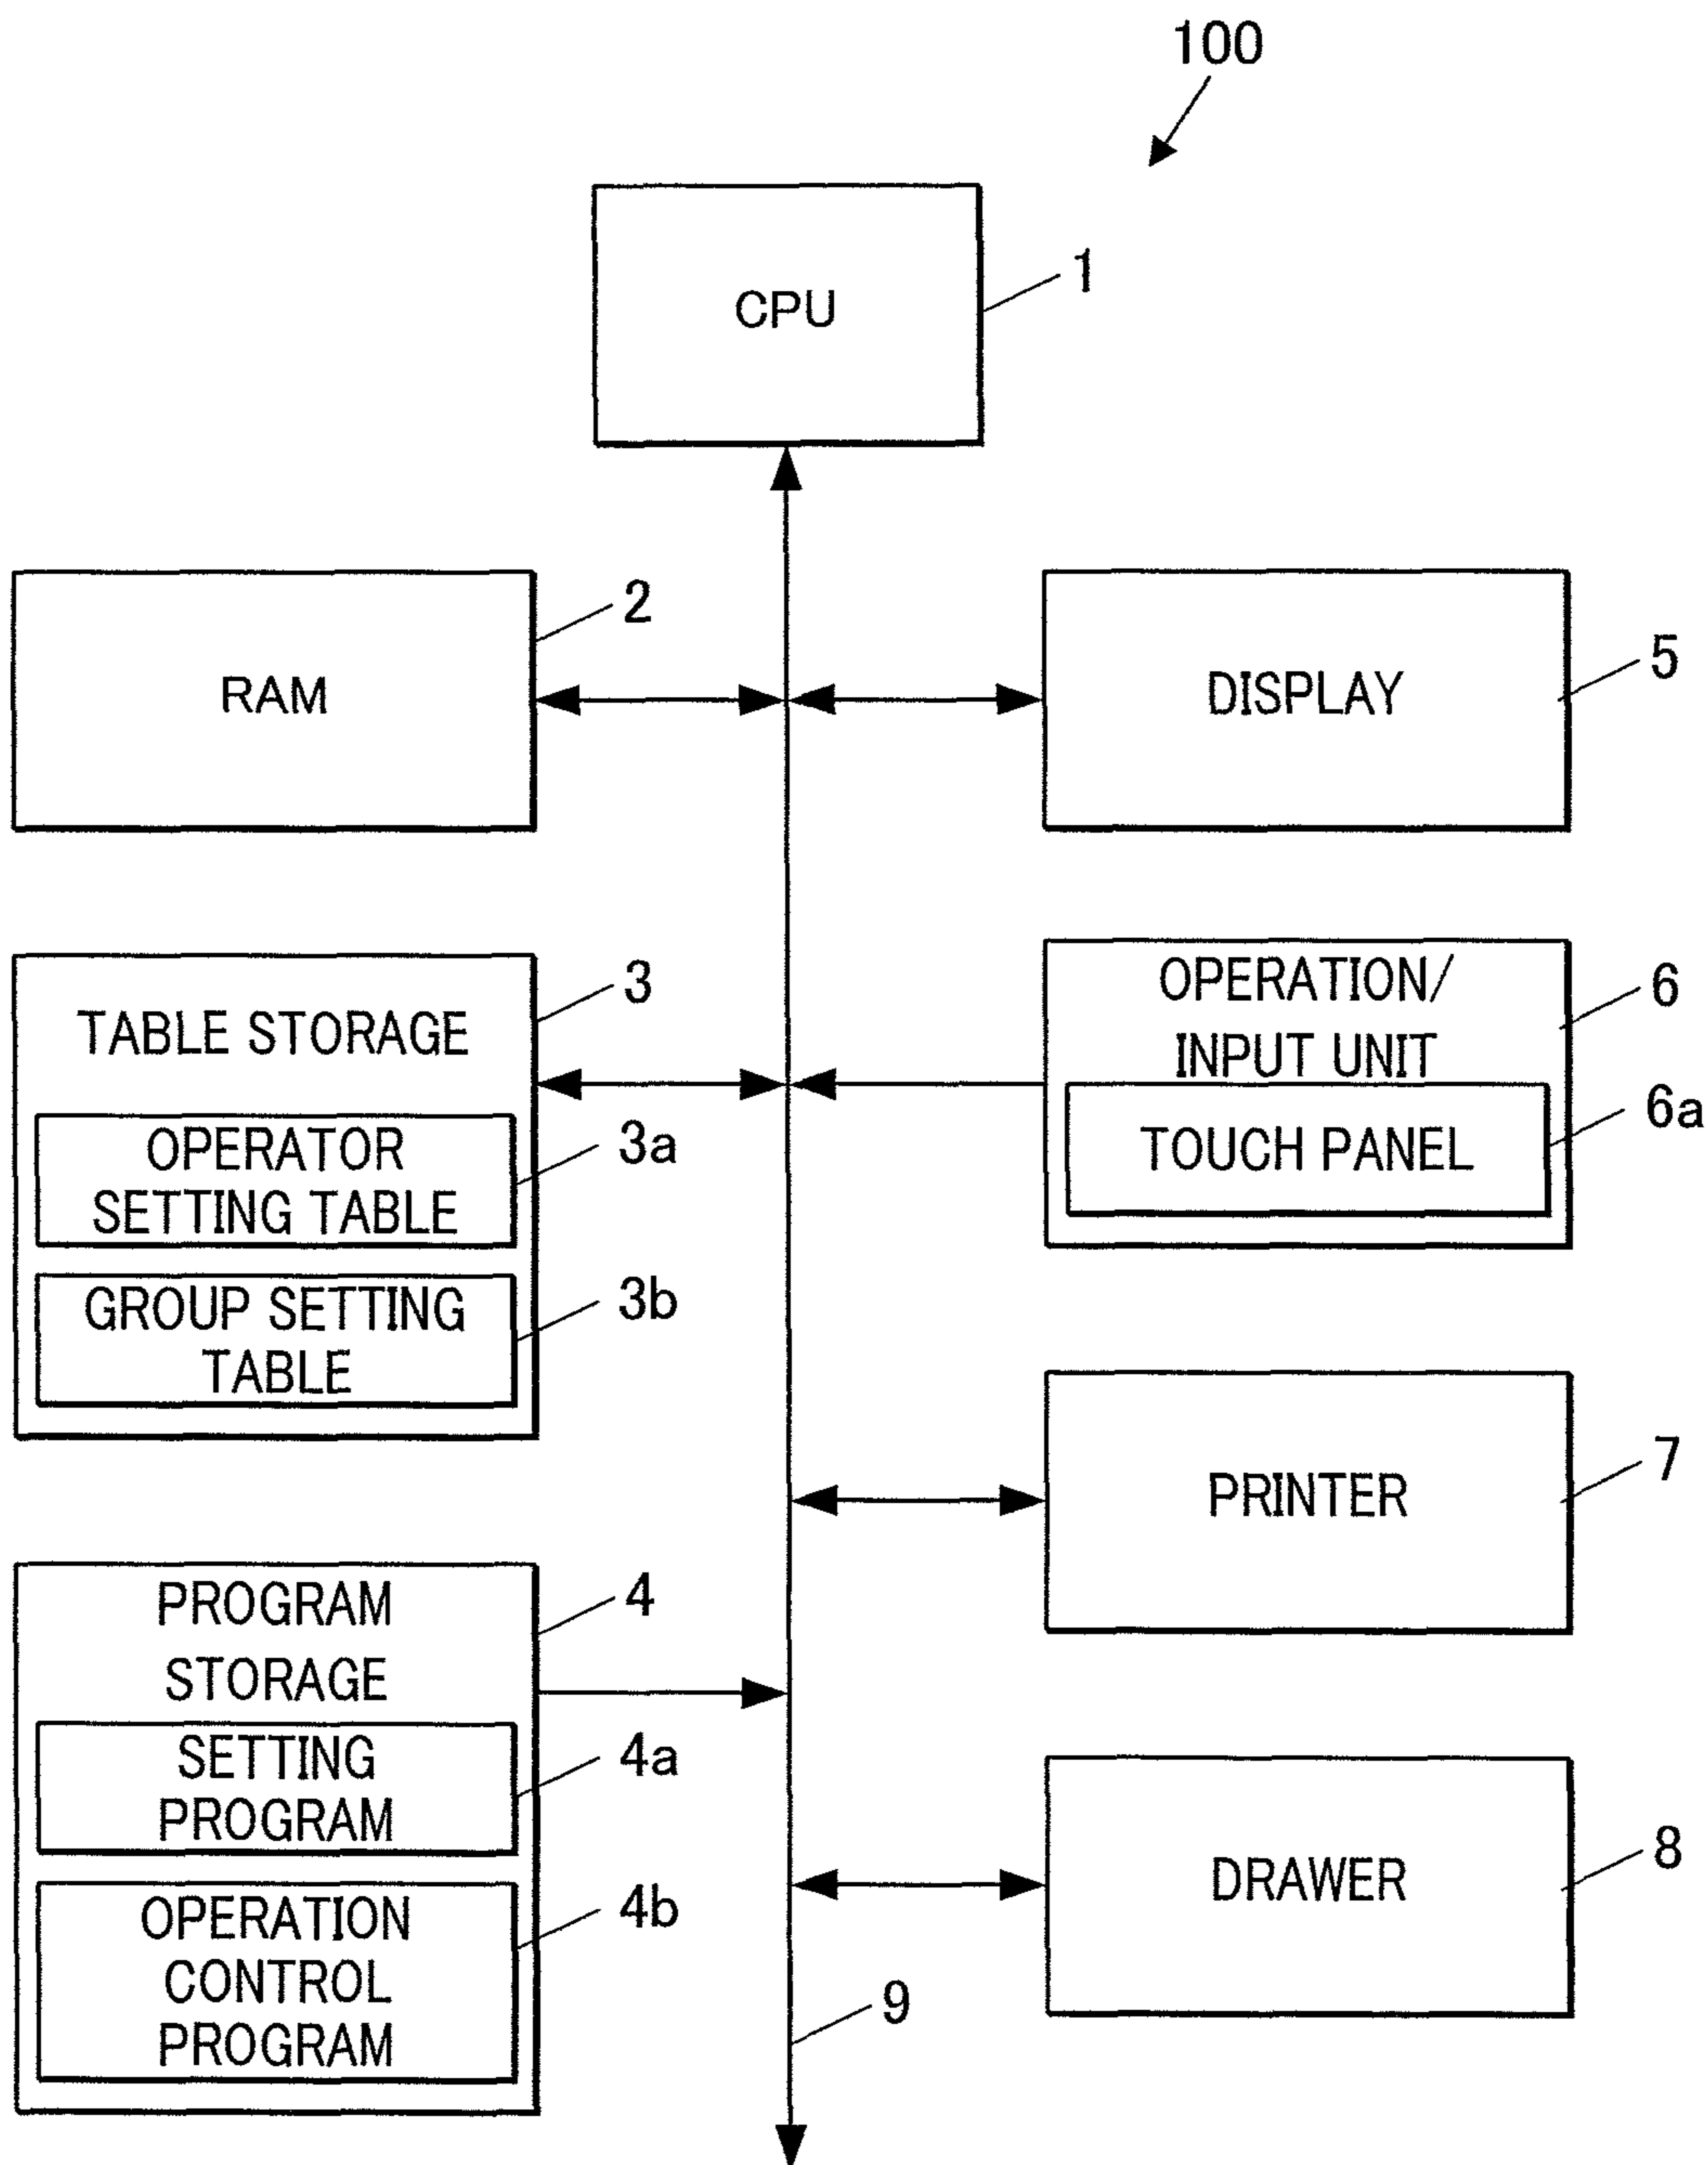 100
CPU
1
RAM
2
DISPLAY
5
TABLE STORAGE
3
OPERATOR
SETTING TABLE
3a
GROUP SETTING
TABLE
3b
OPERATION/
INPUT UNIT
6
TOUCH PANEL
6a
PRINTER
7
PROGRAM
STORAGE
4
SETTING
PROGRAM
4a
OPERATION
CONTROL
PROGRAM
4b
DRAWER
8
9